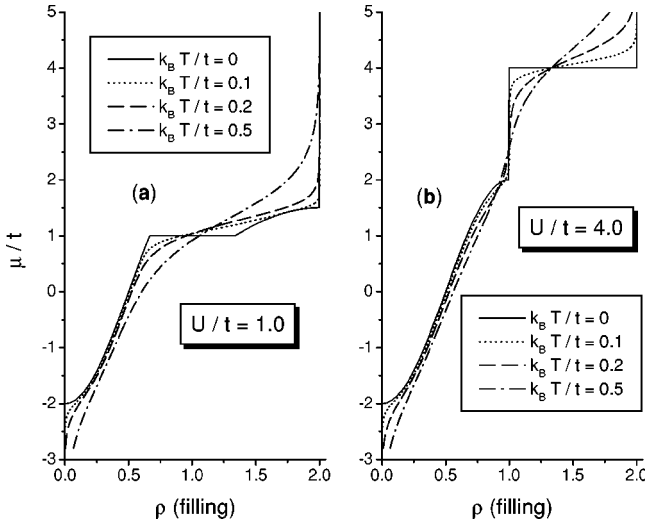 k_B T / t = 0
k_B T / t = 0.1
k_B T / t = 0.2
k_B T / t = 0.5
(a)
U / t = 1.0
μ / t
5
4
3
2
1
0
-1
-2
-3
0.0 0.5 1.0 1.5 2.0
ρ (filling)
5
4
3
2
1
0
-1
-2
-3
(b)
U / t = 4.0
k_B T / t = 0
k_B T / t = 0.1
k_B T / t = 0.2
k_B T / t = 0.5
0.0 0.5 1.0 1.5 2.0
ρ (filling)